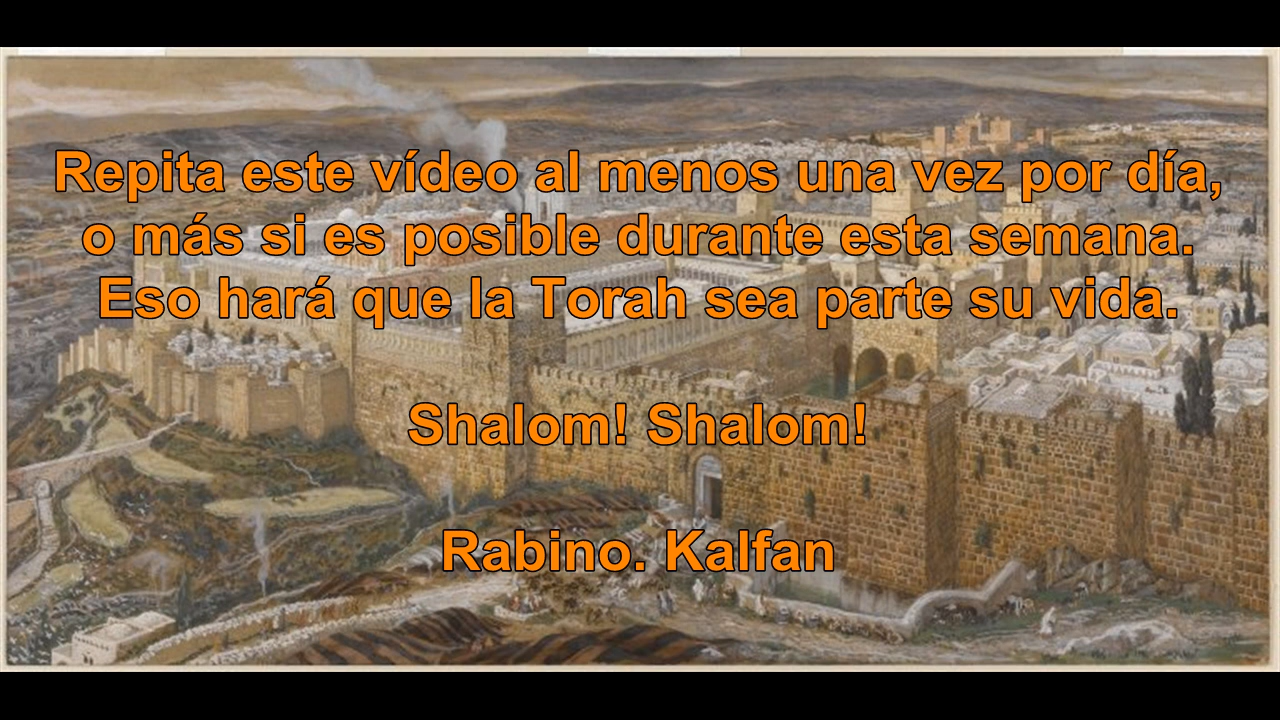 Repita este vídeo al menos una vez por día,
o más si es posible durante esta semana.
Eso hará que la Torah sea parte su vida.
Shalom! Shalom!
Rabino. Kalfan